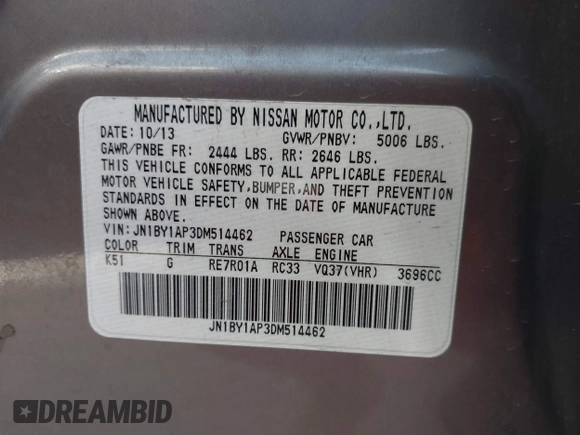 MANUFACTURED BY NISSAN MOTOR CO.,LTD.
DATE: 10/13 GVWR/PNBV: 5006 LBS.
GAWR/PNBE FR: 2444 LBS. RR: 2646 LBS.
THIS VEHICLE CONFORMS TO ALL APPLICABLE FEDERAL
MOTOR VEHICLE SAFETY,BUMPER,AND THEFT PREVENTION
STANDARDS IN EFFECT ON THE DATE OF MANUFACTURE
SHOWN ABOVE.
VIN:JN1BY1AP3DM514462 PASSENGER CAR
COLOR TRIM TRANS AXLE ENGINE
K51 G RE7R01A RC33 VQ37(VHR) 3696CC
JN1BY1AP3DM514462
DREAMBID